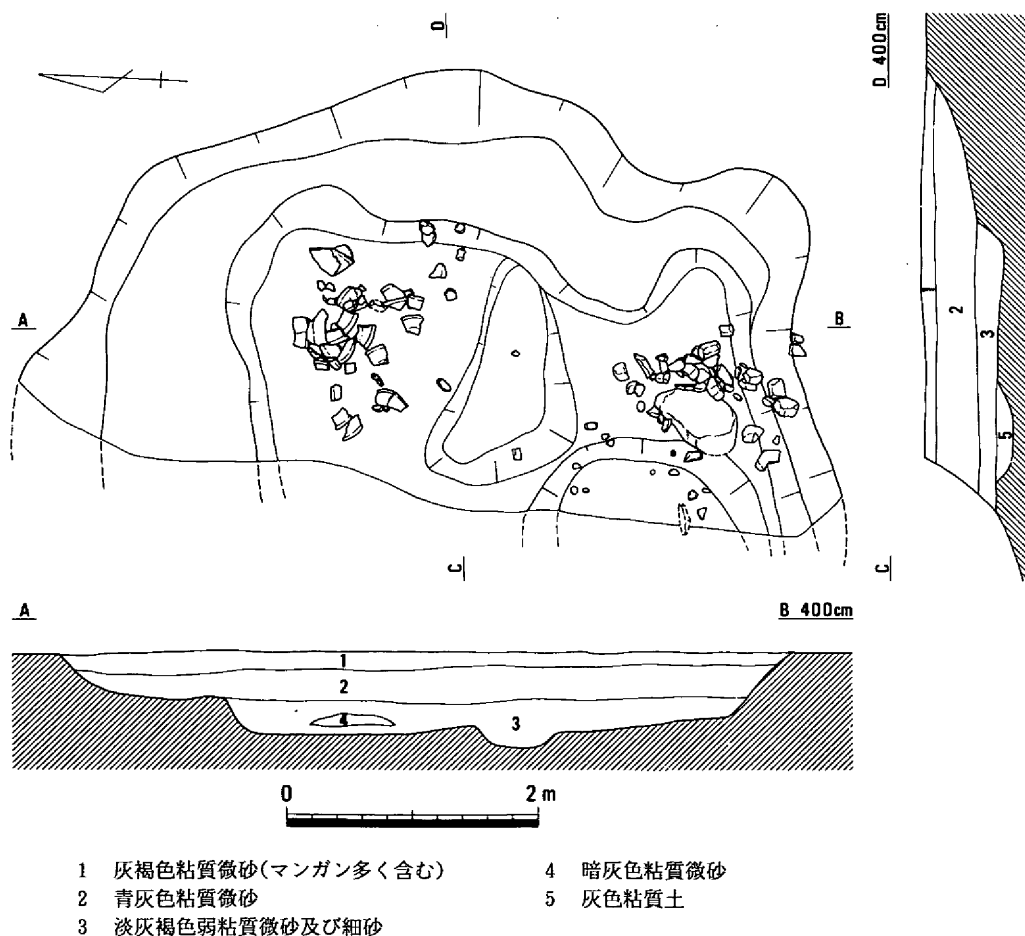 D
D 400cm
A
B
1
2
3
5
C
C
A
B 400cm
1
2
4
3
0 2 m
1 灰褐色粘質微砂(マンガン多く含む)
2 青灰色粘質微砂
3 淡灰褐色弱粘質微砂及び細砂
4 暗灰色粘質微砂
5 灰色粘質土